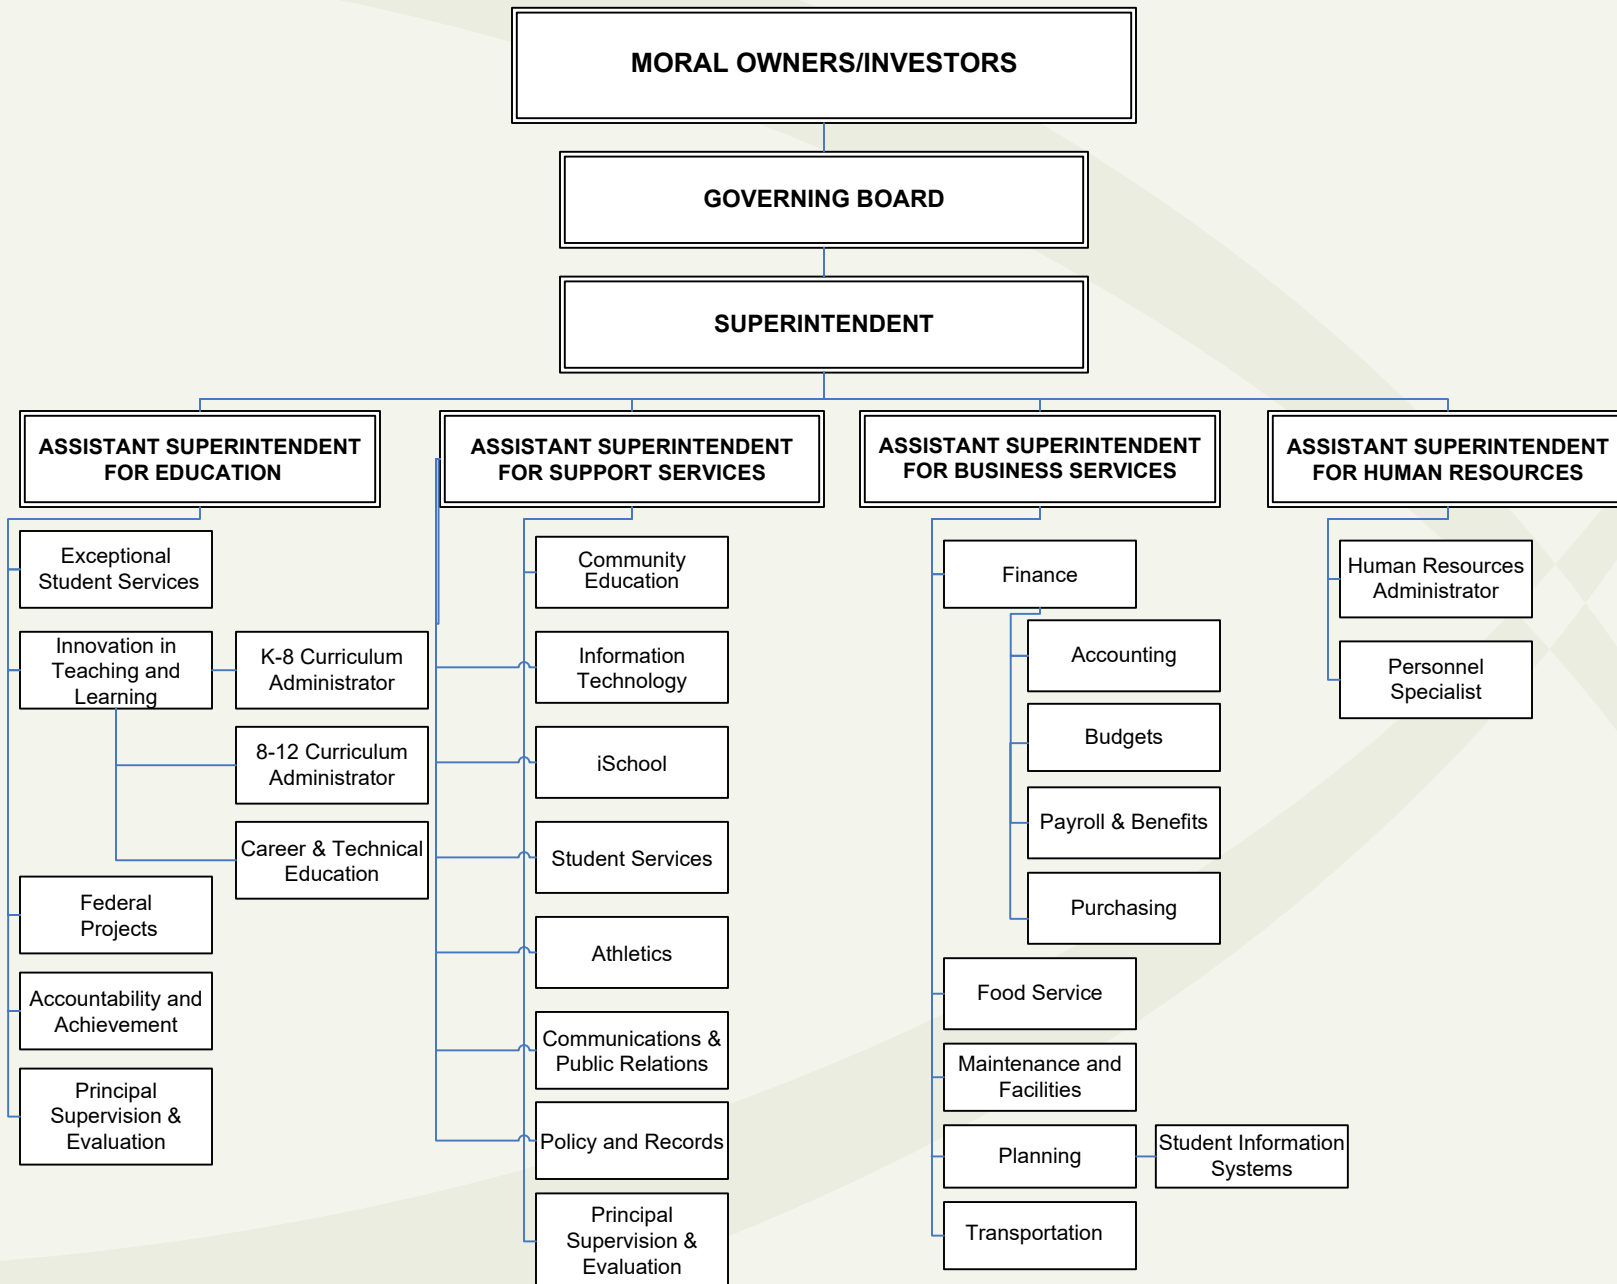 MORAL OWNERS/INVESTORS
GOVERNING BOARD
SUPERINTENDENT
ASSISTANT SUPERINTENDENT
FOR EDUCATION
Exceptional
Student Services
Innovation in
Teaching and
Learning
K-8 Curriculum
Administrator
8-12 Curriculum
Administrator
Career & Technical
Education
Federal
Projects
Accountability and
Achievement
Principal
Supervision &
Evaluation
ASSISTANT SUPERINTENDENT
FOR SUPPORT SERVICES
Community
Education
Information
Technology
iSchool
Student Services
Athletics
Communications &
Public Relations
Policy and Records
Principal
Supervision &
Evaluation
ASSISTANT SUPERINTENDENT
FOR BUSINESS SERVICES
Finance
Accounting
Budgets
Payroll & Benefits
Purchasing
Food Service
Maintenance and
Facilities
Planning
Student Information
Systems
Transportation
ASSISTANT SUPERINTENDENT
FOR HUMAN RESOURCES
Human Resources
Administrator
Personnel
Specialist